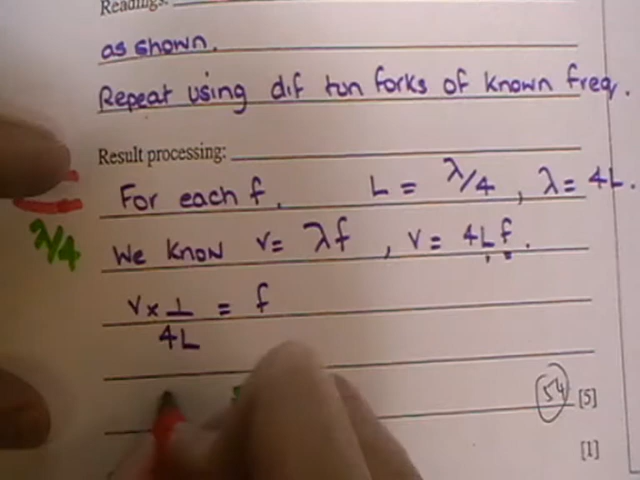 Readings:
as shown.
Repeat using dif tun forks of known freq.
Result processing:
For each f, L = λ/4, λ = 4L.
λ/4
We know v = λf, v = 4Lf.
v × 1/4L = f
54 [5]
[1]